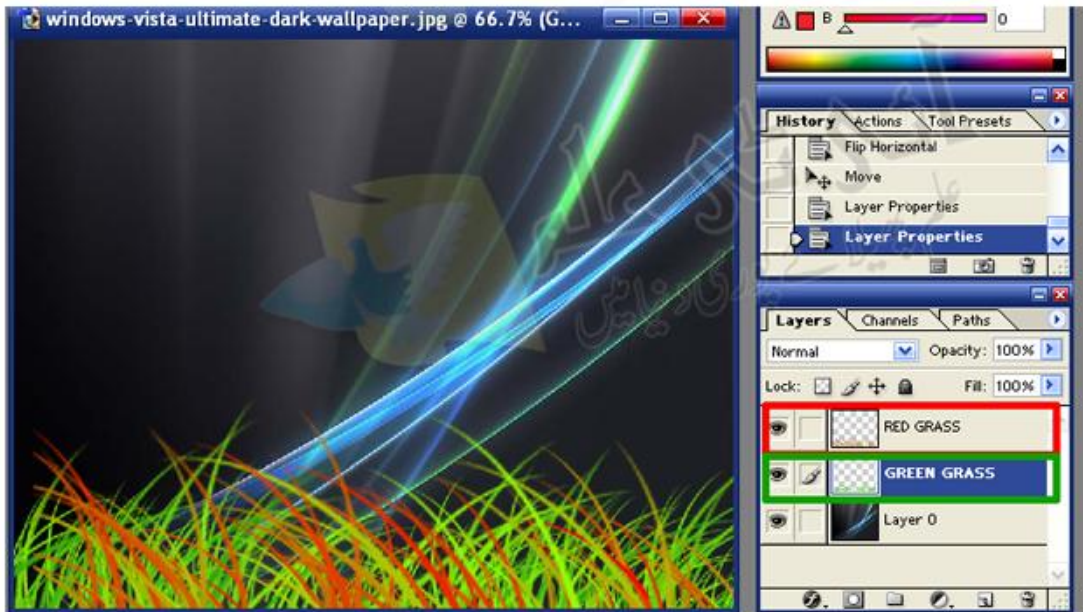 windows-vista-ultimate-dark-wallpaper.jpg @ 66.7% (G...
B 0
History Actions Tool Presets
Flip Horizontal
Move
Layer Properties
Layer Properties
Layers Channels Paths
Normal Opacity: 100%
Lock: Fill: 100%
RED GRASS
GREEN GRASS
Layer 0